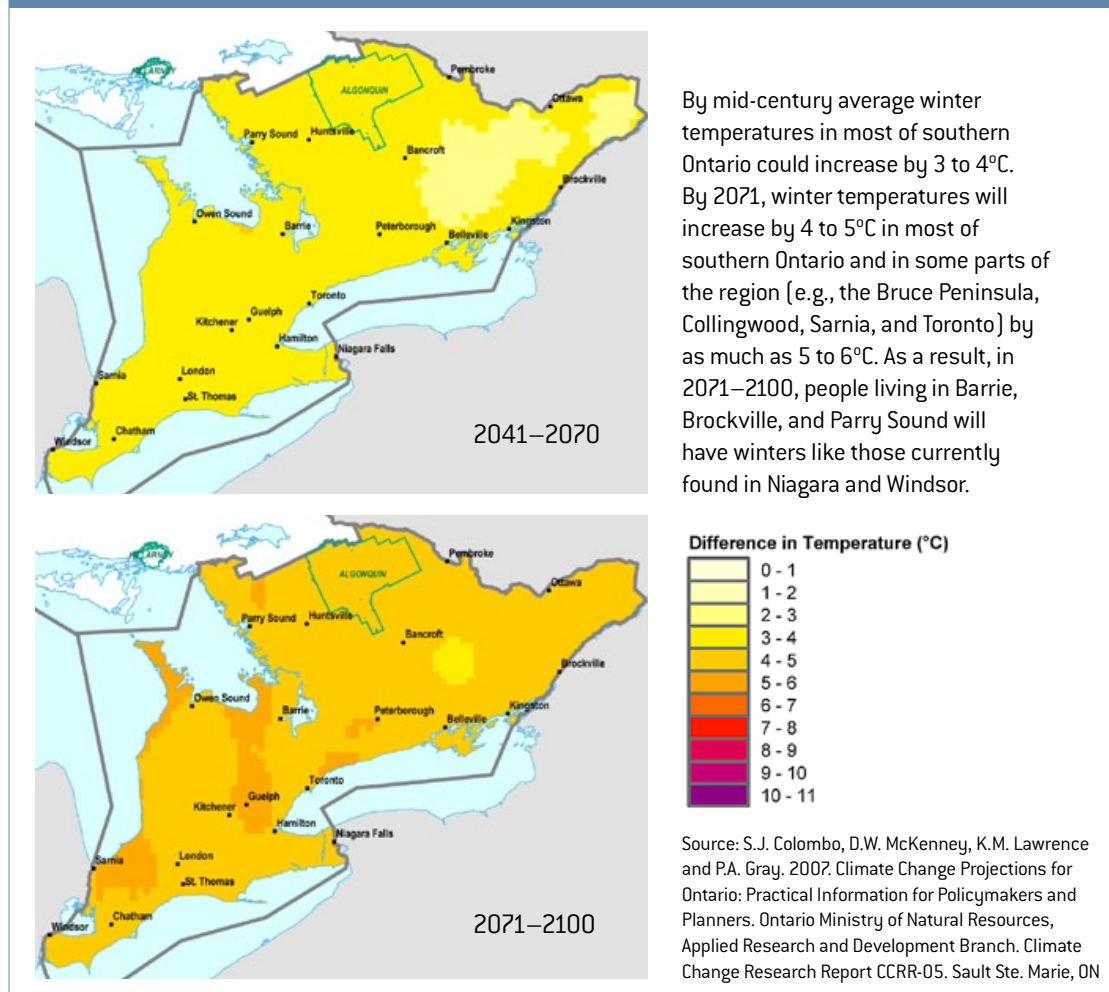 KILLARNEY
ALGONQUIN
Pembroke
Ottawa
Parry Sound
Huntsville
Bancroft
Brockville
Owen Sound
Barrie
Peterborough
Belleville
Kingston
Toronto
Kitchener
Guelph
Hamilton
Niagara Falls
Sarnia
London
St. Thomas
Windsor
Chatham
2041–2070
By mid-century average winter
temperatures in most of southern
Ontario could increase by 3 to 4°C.
By 2071, winter temperatures will
increase by 4 to 5°C in most of
southern Ontario and in some parts of
the region (e.g., the Bruce Peninsula,
Collingwood, Sarnia, and Toronto) by
as much as 5 to 6°C. As a result, in
2071–2100, people living in Barrie,
Brockville, and Parry Sound will
have winters like those currently
found in Niagara and Windsor.
KILLARNEY
ALGONQUIN
Pembroke
Ottawa
Parry Sound
Huntsville
Bancroft
Brockville
Owen Sound
Barrie
Peterborough
Belleville
Kingston
Toronto
Kitchener
Guelph
Hamilton
Niagara Falls
Sarnia
London
St. Thomas
Windsor
Chatham
2071–2100
Difference in Temperature (°C)
0 - 1
1 - 2
2 - 3
3 - 4
4 - 5
5 - 6
6 - 7
7 - 8
8 - 9
9 - 10
10 - 11
Source: S.J. Colombo, D.W. McKenney, K.M. Lawrence
and P.A. Gray. 2007. Climate Change Projections for
Ontario: Practical Information for Policymakers and
Planners. Ontario Ministry of Natural Resources,
Applied Research and Development Branch. Climate
Change Research Report CCRR-05. Sault Ste. Marie, ON